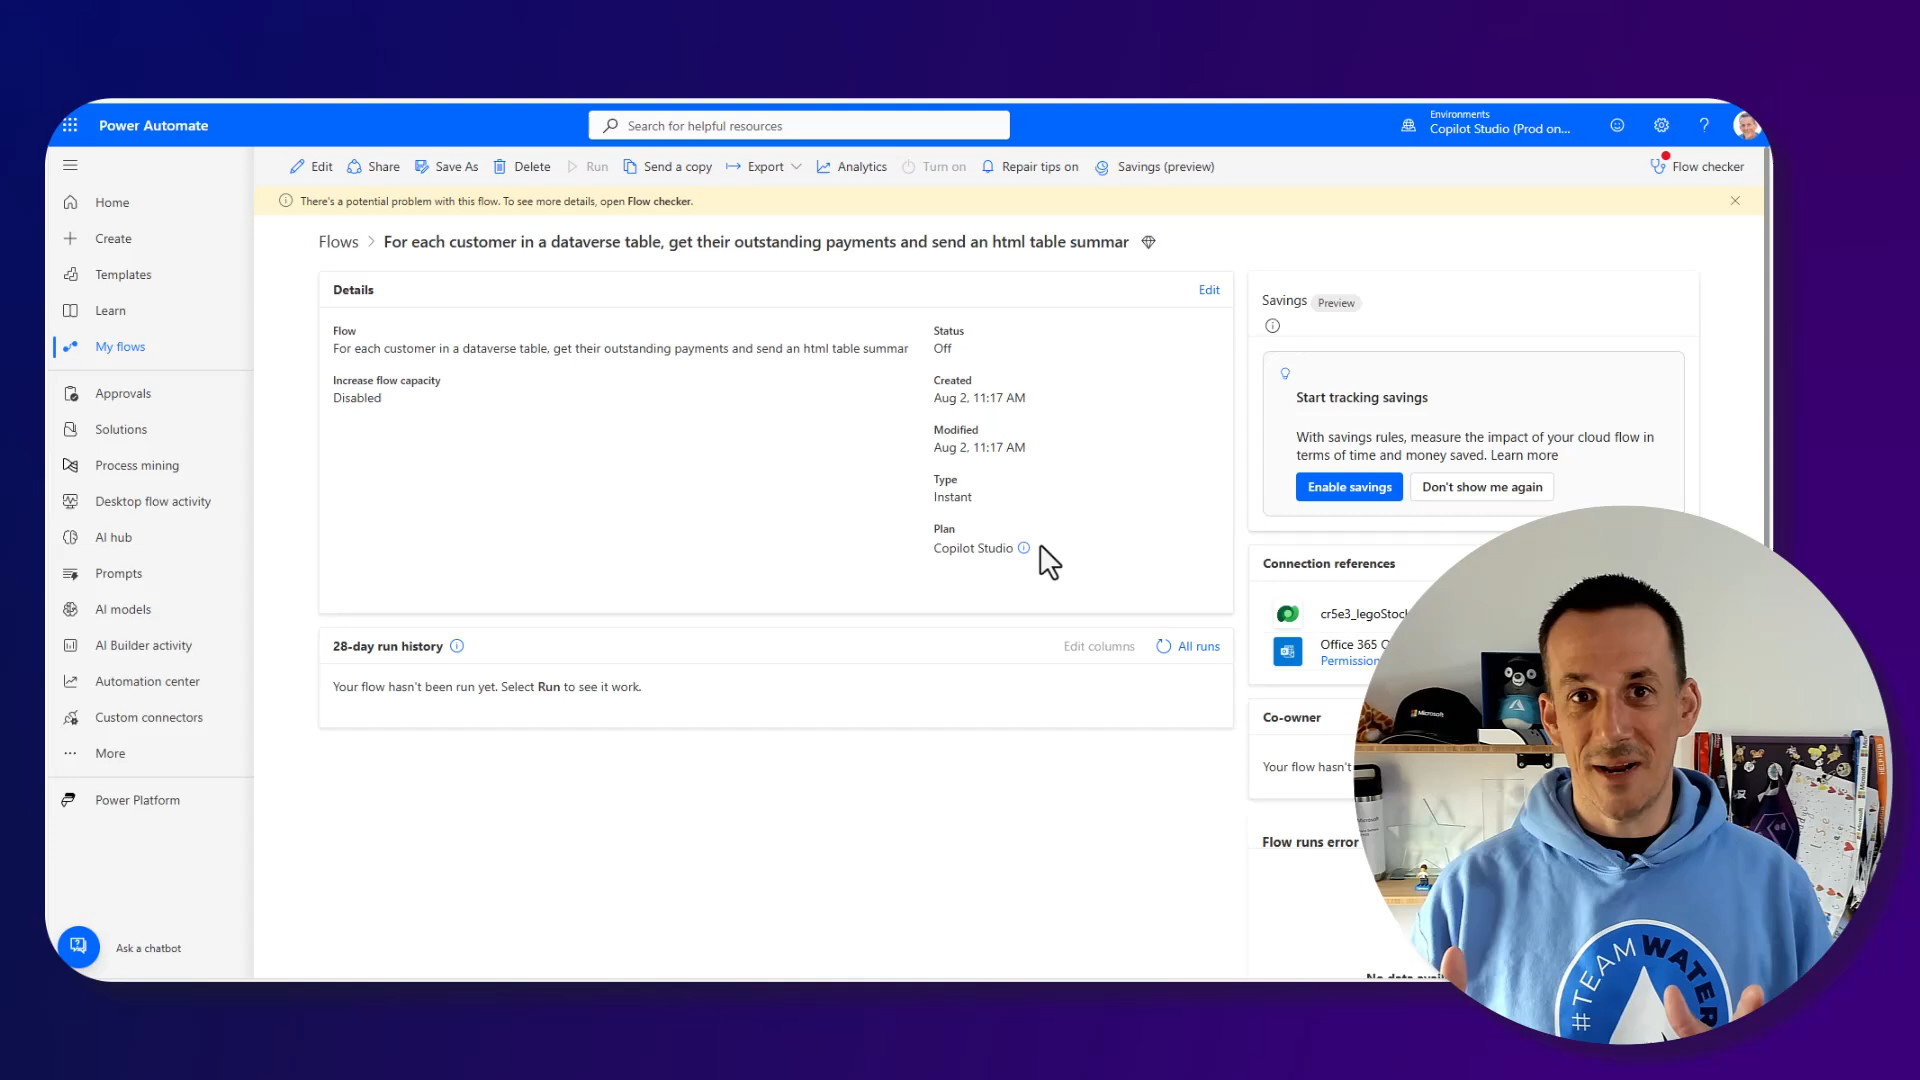 Power Automate
Search for helpful resources
Environments
Copilot Studio (Prod on...
Edit
Share
Save As
Delete
Run
Send a copy
Export
Analytics
Turn on
Repair tips on
Savings (preview)
Flow checker
There's a potential problem with this flow. To see more details, open Flow checker.
Home
Create
Templates
Learn
My flows
Approvals
Solutions
Process mining
Desktop flow activity
AI hub
Prompts
AI models
AI Builder activity
Automation center
Custom connectors
More
Power Platform
Ask a chatbot
Flows > For each customer in a dataverse table, get their outstanding payments and send an html table summar
Details
Edit
Flow
For each customer in a dataverse table, get their outstanding payments and send an html table summar
Increase flow capacity
Disabled
Status
Off
Created
Aug 2, 11:17 AM
Modified
Aug 2, 11:17 AM
Type
Instant
Plan
Copilot Studio
28-day run history
Edit columns
All runs
Your flow hasn't been run yet. Select Run to see it work.
Savings
Preview
Start tracking savings
With savings rules, measure the impact of your cloud flow in
terms of time and money saved. Learn more
Enable savings
Don't show me again
Connection references
cr5e3_legoStock
Office 365 O
Permission
Co-owner
Your flow hasn't
Flow runs error
Microsoft
HELP HUB
#TEAMWATER